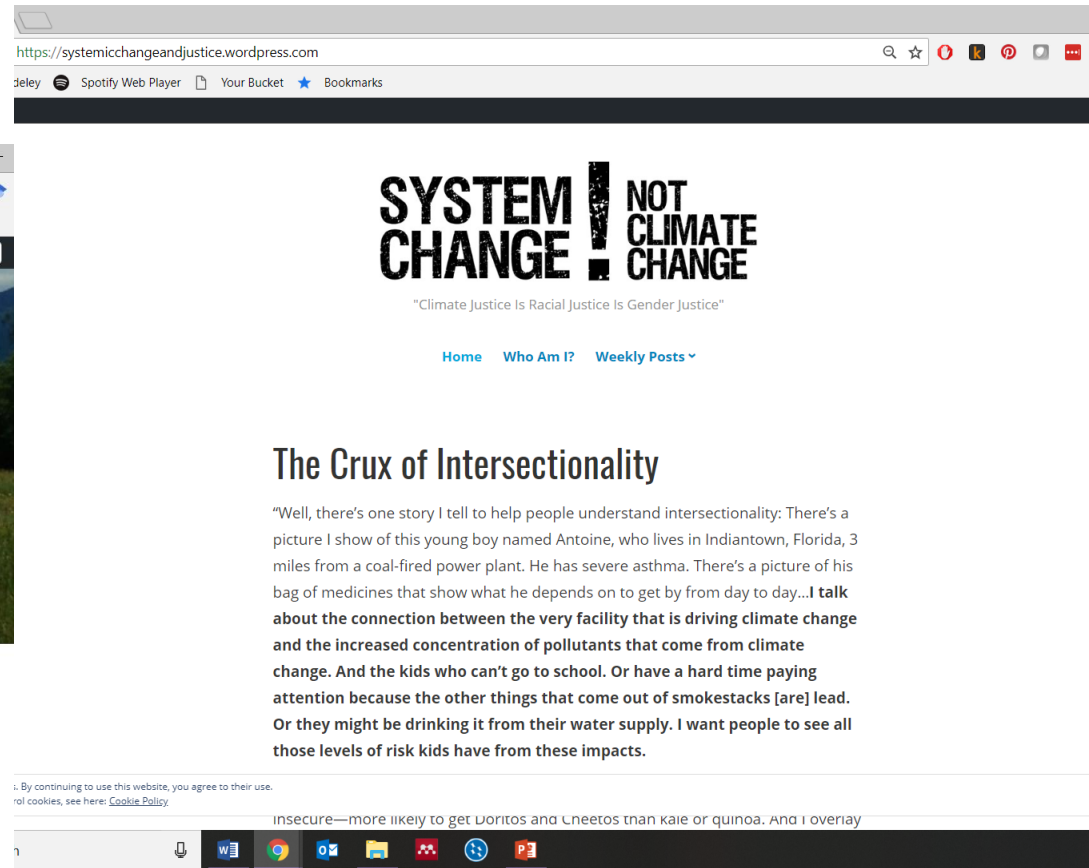 https://systemicchangeandjustice.wordpress.com
deley Spotify Web Player Your Bucket Bookmarks
SYSTEM CHANGE ! NOT CLIMATE CHANGE
"Climate Justice Is Racial Justice Is Gender Justice"
Home Who Am I? Weekly Posts
The Crux of Intersectionality
“Well, there’s one story I tell to help people understand intersectionality: There’s a
picture I show of this young boy named Antoine, who lives in Indiantown, Florida, 3
miles from a coal-fired power plant. He has severe asthma. There’s a picture of his
bag of medicines that show what he depends on to get by from day to day…I talk
about the connection between the very facility that is driving climate change
and the increased concentration of pollutants that come from climate
change. And the kids who can’t go to school. Or have a hard time paying
attention because the other things that come out of smokestacks [are] lead.
Or they might be drinking it from their water supply. I want people to see all
those levels of risk kids have from these impacts.
s. By continuing to use this website, you agree to their use.
rol cookies, see here: Cookie Policy
insecure—more likely to get Doritos and Cheetos than kale or quinoa. And I overlay